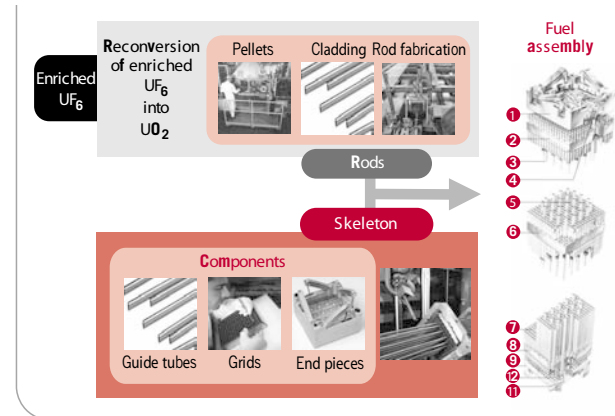 Enriched
UF6
Reconversion
of enriched
UF6
into
UO2
Pellets
Cladding
Rod fabrication
Rods
Skeleton
Components
Guide tubes
Grids
End pieces
Fuel
assembly
1
2
3
4
5
6
7
8
9
12
11